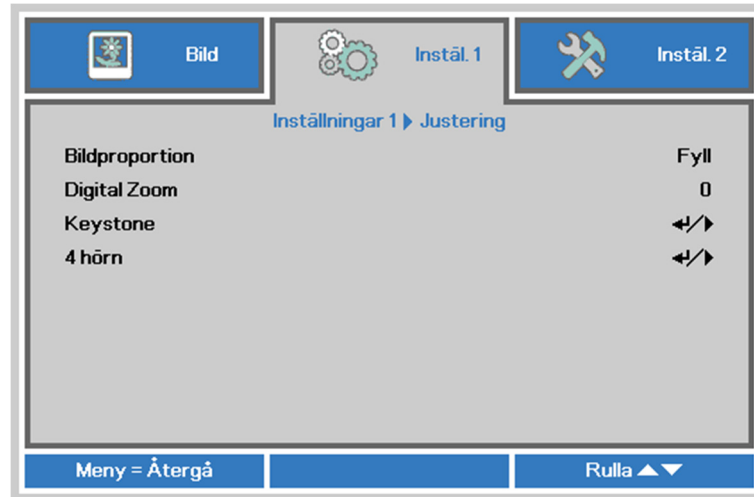 Bild
Instäl. 1
Instäl. 2
Inställningar 1 Justering
Bildproportion Fyll
Digital Zoom 0
Keystone ↵/▶
4 hörn ↵/▶
Meny = Återgå
Rulla ▲▼